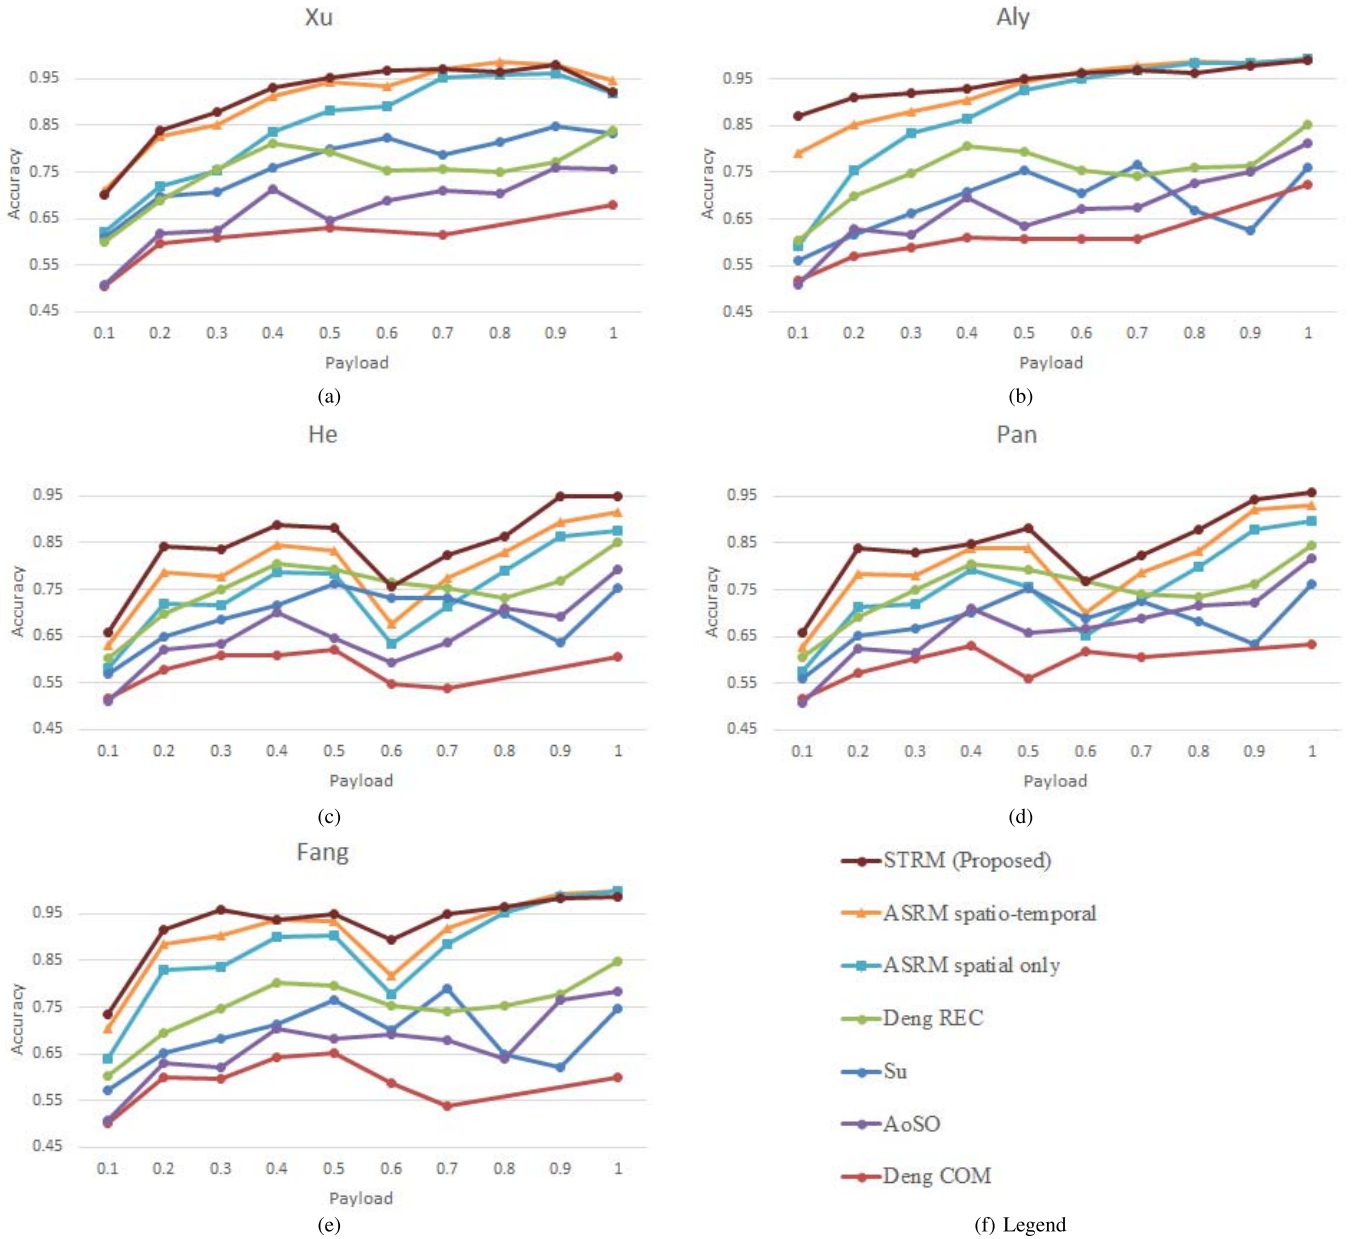 Xu
0.95
0.85
0.75
0.65
0.55
0.45
Accuracy
0.1 0.2 0.3 0.4 0.5 0.6 0.7 0.8 0.9 1
Payload
(a)
Aly
0.95
0.85
0.75
0.65
0.55
0.45
Accuracy
0.1 0.2 0.3 0.4 0.5 0.6 0.7 0.8 0.9 1
Payload
(b)
He
0.95
0.85
0.75
0.65
0.55
0.45
Accuracy
0.1 0.2 0.3 0.4 0.5 0.6 0.7 0.8 0.9 1
Payload
(c)
Pan
0.95
0.85
0.75
0.65
0.55
0.45
Accuracy
0.1 0.2 0.3 0.4 0.5 0.6 0.7 0.8 0.9 1
Payload
(d)
Fang
0.95
0.85
0.75
0.65
0.55
0.45
Accuracy
0.1 0.2 0.3 0.4 0.5 0.6 0.7 0.8 0.9 1
Payload
(e)
STRM (Proposed)
ASRM spatio-temporal
ASRM spatial only
Deng REC
Su
AoSO
Deng COM
(f) Legend